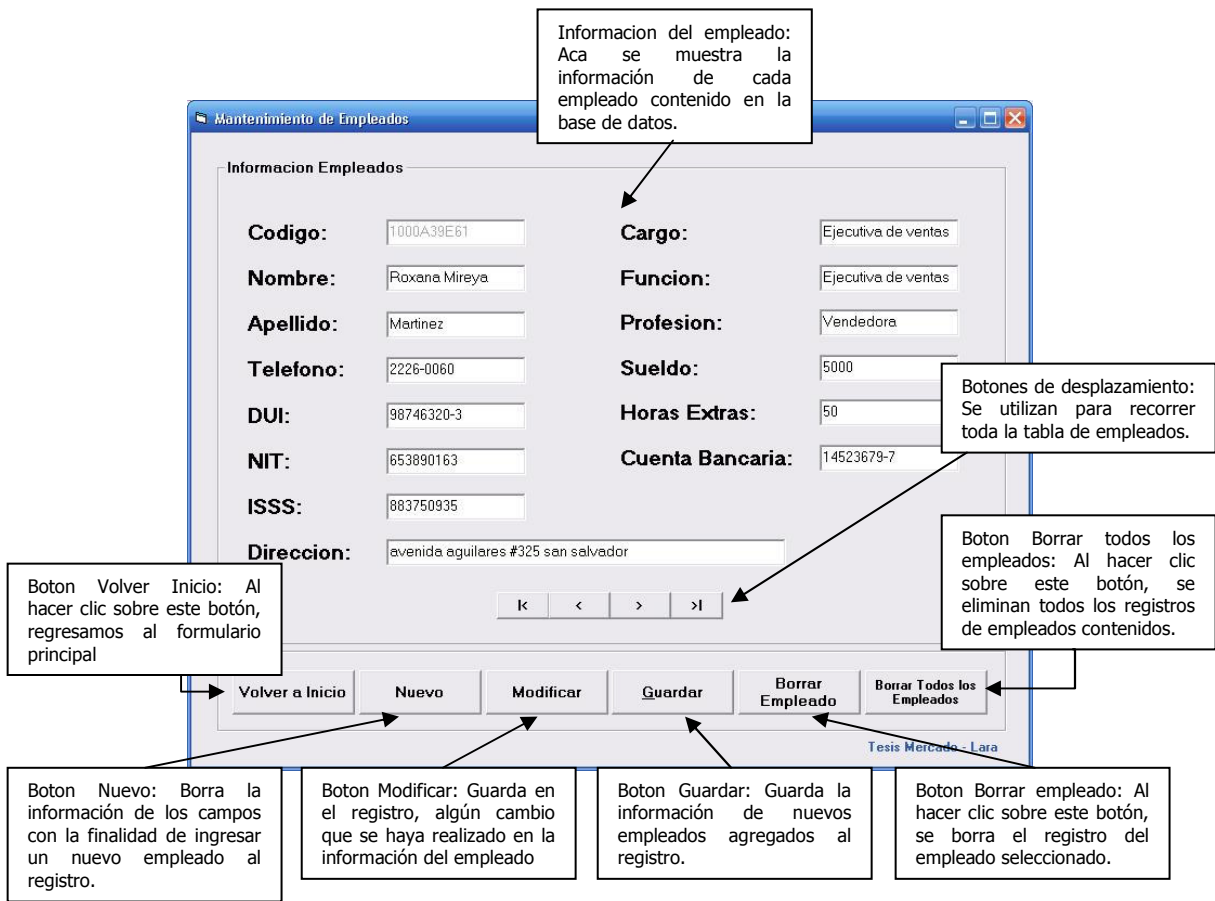 Informacion del empleado:
Aca se muestra la
información de cada
empleado contenido en la
base de datos.
Mantenimiento de Empleados
Informacion Empleados
Codigo: 1000A39E61
Cargo: Ejecutiva de ventas
Nombre: Roxana Mireya
Funcion: Ejecutiva de ventas
Apellido: Martinez
Profesion: Vendedora
Telefono: 2226-0060
Sueldo: 5000
DUI: 98746320-3
Horas Extras: 50
NIT: 653890163
Cuenta Bancaria: 14523679-7
ISSS: 883750935
Direccion: avenida aguilares #325 san salvador
Botones de desplazamiento:
Se utilizan para recorrer
toda la tabla de empleados.
Boton Borrar todos los
empleados: Al hacer clic
sobre este botón, se
eliminan todos los registros
de empleados contenidos.
Boton Volver Inicio: Al
hacer clic sobre este botón,
regresamos al formulario
principal
|< < > >|
Volver a Inicio
Nuevo
Modificar
Guardar
Borrar
Empleado
Borrar Todos los
Empleados
Tesis Mercado - Lara
Boton Nuevo: Borra la
información de los campos
con la finalidad de ingresar
un nuevo empleado al
registro.
Boton Modificar: Guarda en
el registro, algún cambio
que se haya realizado en la
información del empleado
Boton Guardar: Guarda la
información de nuevos
empleados agregados al
registro.
Boton Borrar empleado: Al
hacer clic sobre este botón,
se borra el registro del
empleado seleccionado.